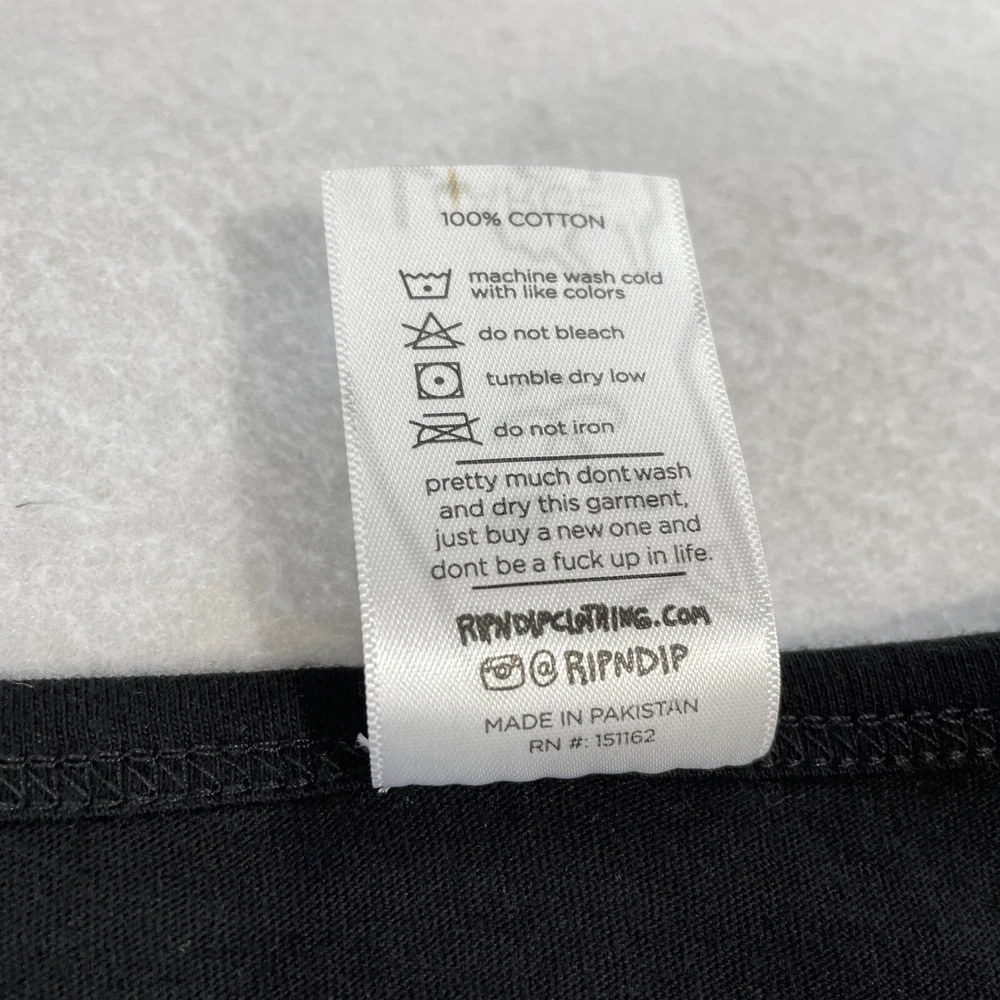 100% COTTON
machine wash cold
with like colors
do not bleach
tumble dry low
do not iron
pretty much dont wash
and dry this garment,
just buy a new one and
dont be a fuck up in life.
RIPNDIPCLOTHING.COM
@RIPNDIP
MADE IN PAKISTAN
RN #: 151162